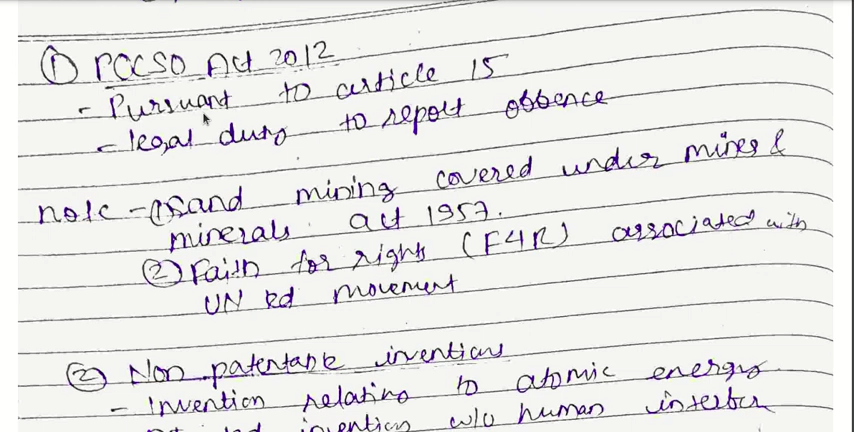 ① POCSO Act 2012
- Pursuant to article 15
- legal duty to report offence
note - ① Sand mining covered under mines &
minerals act 1957.
② Faith for rights (F4R) associated with
UN led movement
② Non patentable inventions
- Invention relating to atomic energy
invention w/o human